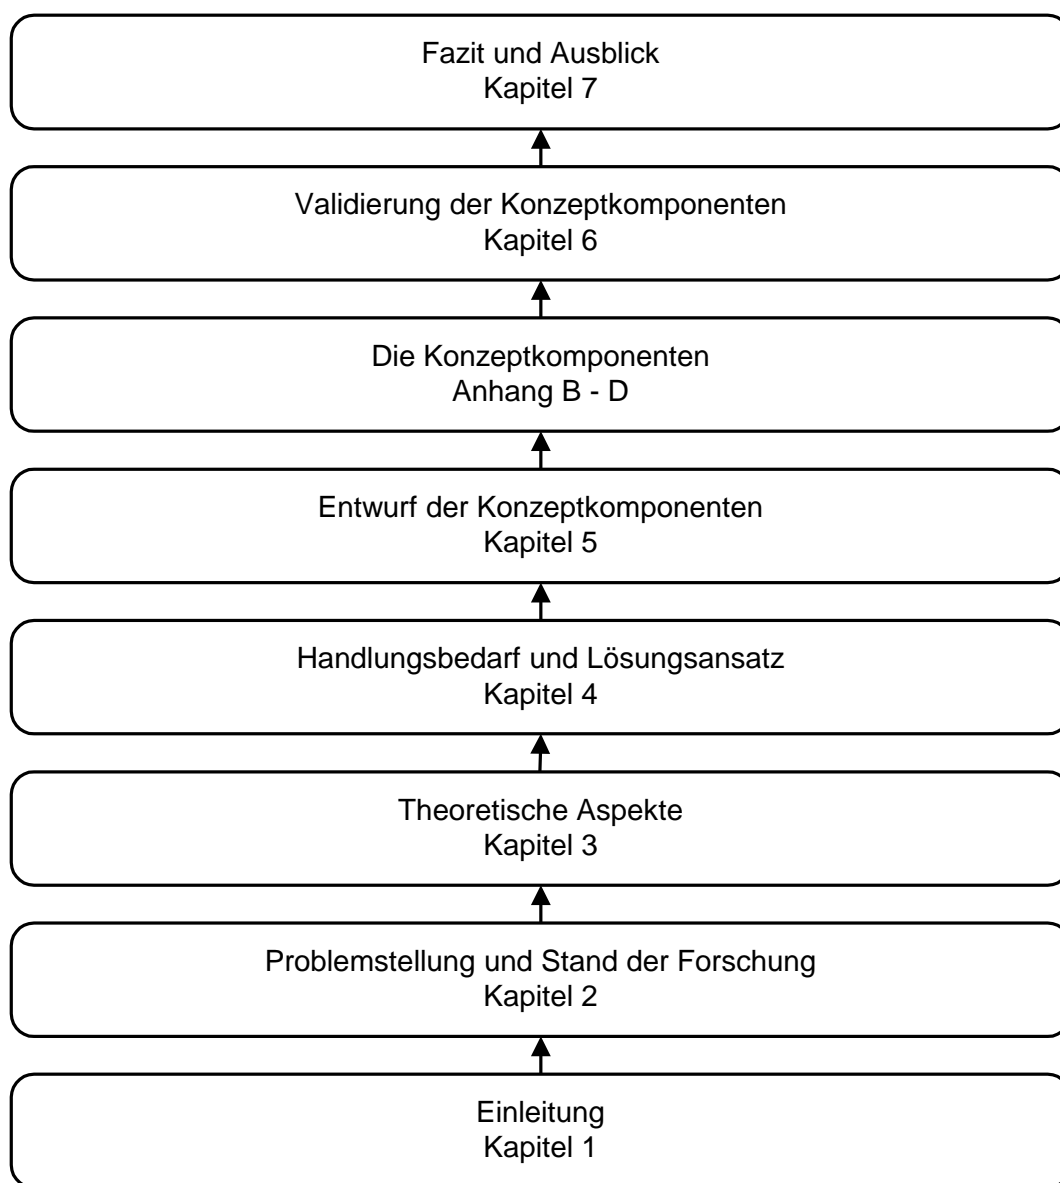 Fazit und Ausblick
Kapitel 7
Validierung der Konzeptkomponenten
Kapitel 6
Die Konzeptkomponenten
Anhang B - D
Entwurf der Konzeptkomponenten
Kapitel 5
Handlungsbedarf und Lösungsansatz
Kapitel 4
Theoretische Aspekte
Kapitel 3
Problemstellung und Stand der Forschung
Kapitel 2
Einleitung
Kapitel 1